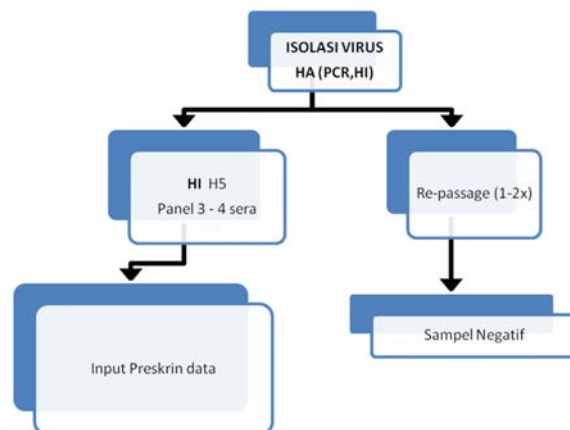 ISOLASI VIRUS
HA (PCR,HI)
HI H5
Panel 3 - 4 sera
Re-passage (1-2x)
Input Preskrin data
Sampel Negatif